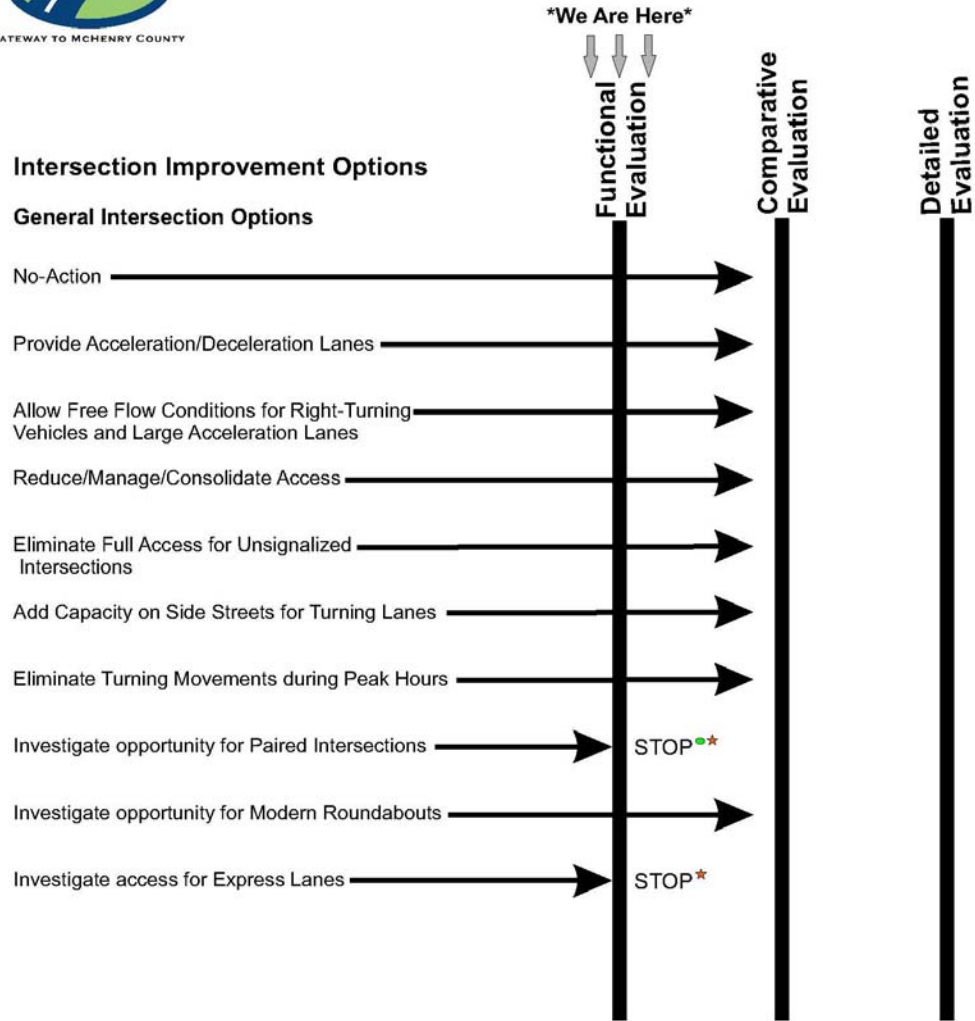 ATEWAY TO MCHENRY COUNTY
*We Are Here*
Functional
Evaluation
Comparative
Evaluation
Detailed
Evaluation
Intersection Improvement Options
General Intersection Options
No-Action
Provide Acceleration/Deceleration Lanes
Allow Free Flow Conditions for Right-Turning
Vehicles and Large Acceleration Lanes
Reduce/Manage/Consolidate Access
Eliminate Full Access for Unsignalized
Intersections
Add Capacity on Side Streets for Turning Lanes
Eliminate Turning Movements during Peak Hours
Investigate opportunity for Paired Intersections
STOP
Investigate opportunity for Modern Roundabouts
Investigate access for Express Lanes
STOP